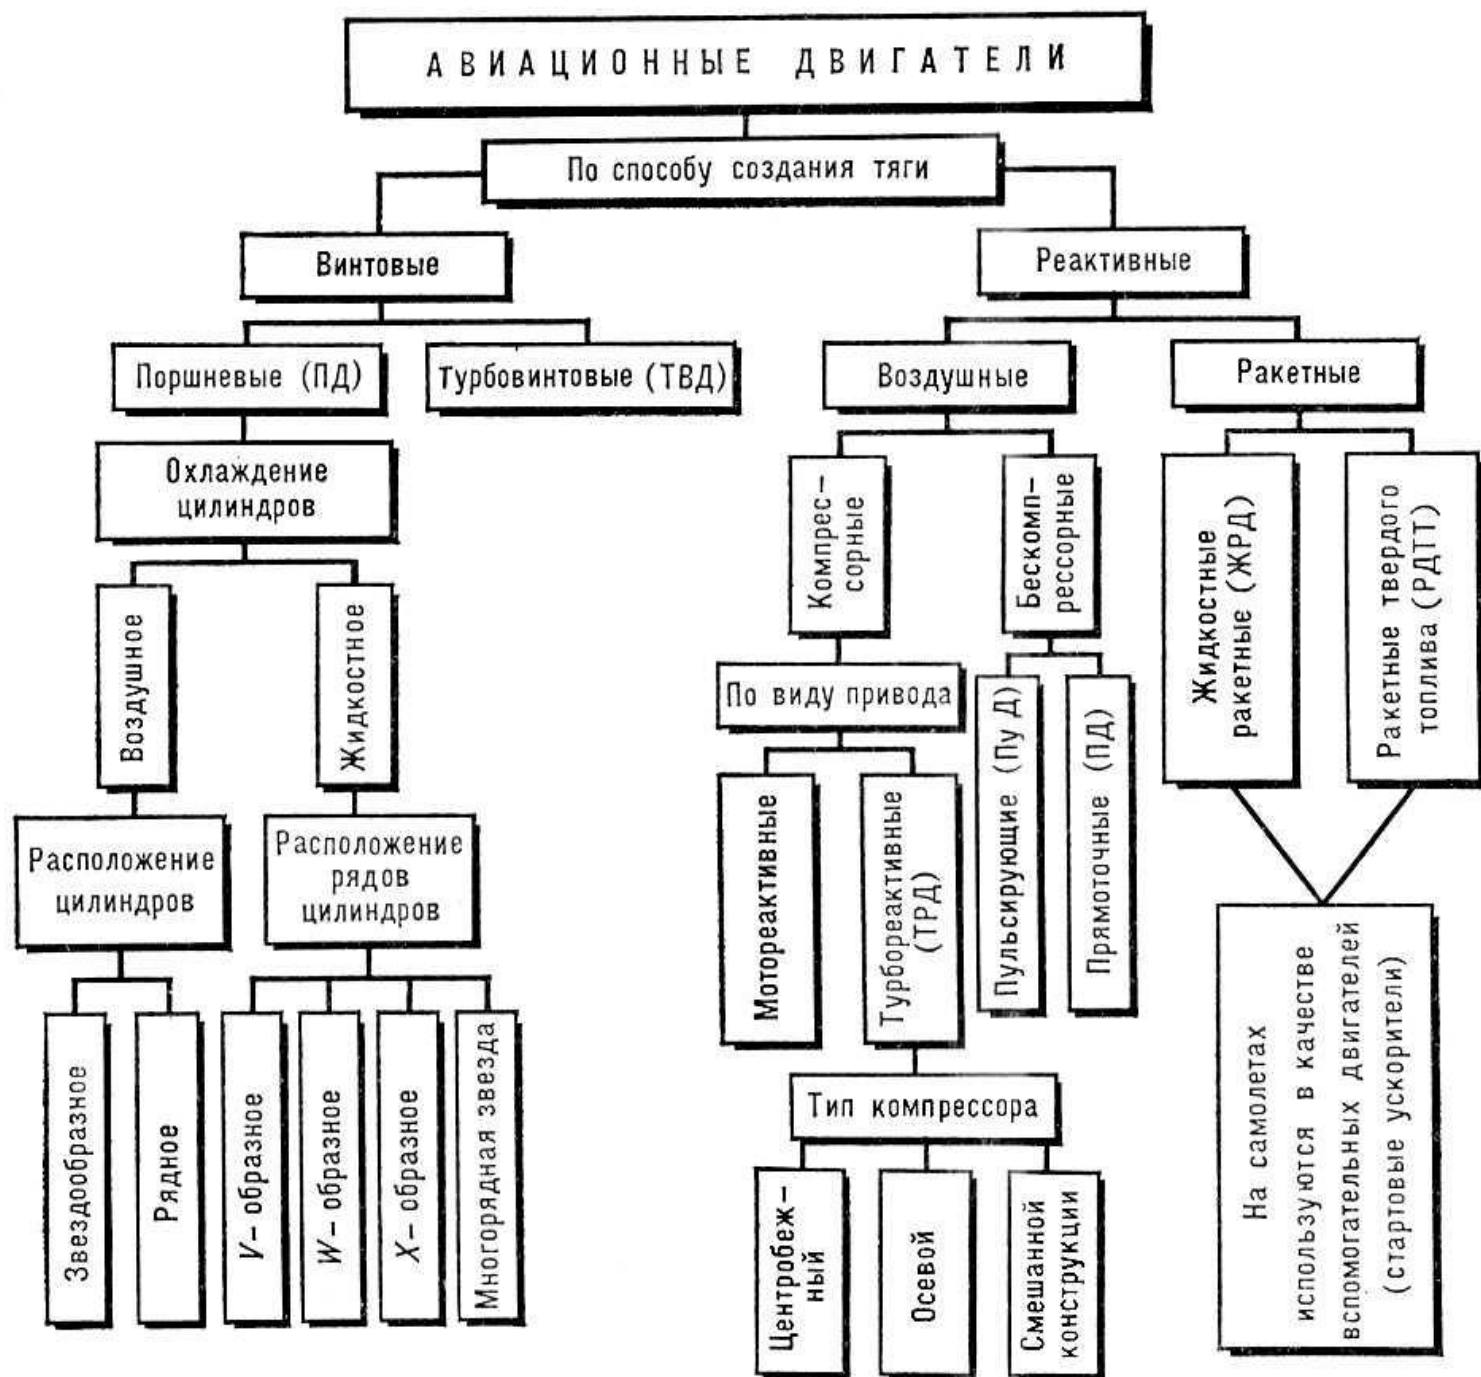 АВИАЦИОННЫЕ ДВИГАТЕЛИ
По способу создания тяги
Винтовые
Реактивные
Поршневые (ПД)
Турбовинтовые (ТВД)
Воздушные
Ракетные
Охлаждение
цилиндров
Компрес–
сорные
Бескомп–
рессорные
Жидкостные
ракетные (ЖРД)
Ракетные твердого
топлива (РДТТ)
Воздушное
Жидкостное
По виду привода
Мотореактивные
Турбореактивные
(ТРД)
Пульсирующие (Пу Д)
Прямоточные (ПД)
Расположение
цилиндров
Расположение
рядов
цилиндров
Звездообразное
Рядное
V– образное
W– образное
X– образное
Многорядная звезда
Тип компрессора
Центробеж–
ный
Осевой
Смешанной
конструкции
На самолетах
используются в качестве
вспомогательных двигателей
(стартовые ускорители)